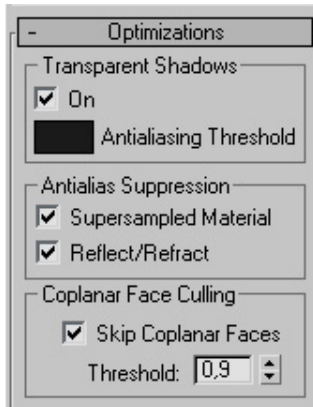 - Optimizations
Transparent Shadows
On
Antialiasing Threshold
Antialias Suppression
Supersampled Material
Reflect/Refract
Coplanar Face Culling
Skip Coplanar Faces
Threshold: 0,9